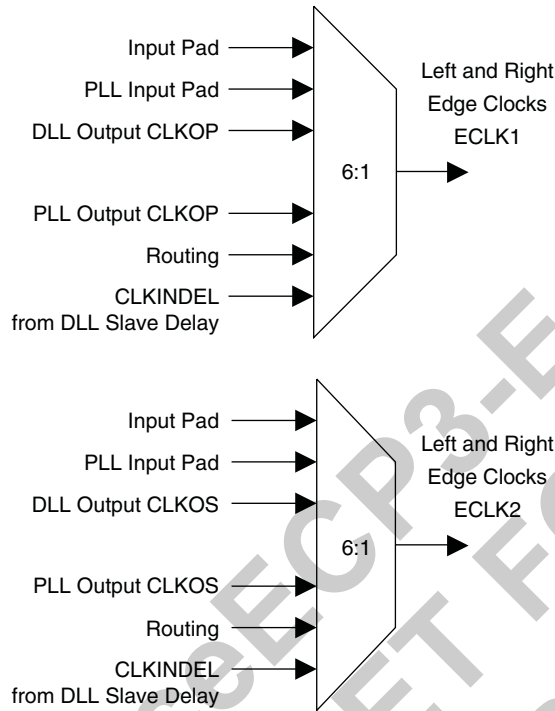 Input Pad
PLL Input Pad
DLL Output CLKOP
PLL Output CLKOP
Routing
CLKINDEL
from DLL Slave Delay
6:1
Left and Right
Edge Clocks
ECLK1
Input Pad
PLL Input Pad
DLL Output CLKOS
PLL Output CLKOS
Routing
CLKINDEL
from DLL Slave Delay
6:1
Left and Right
Edge Clocks
ECLK2